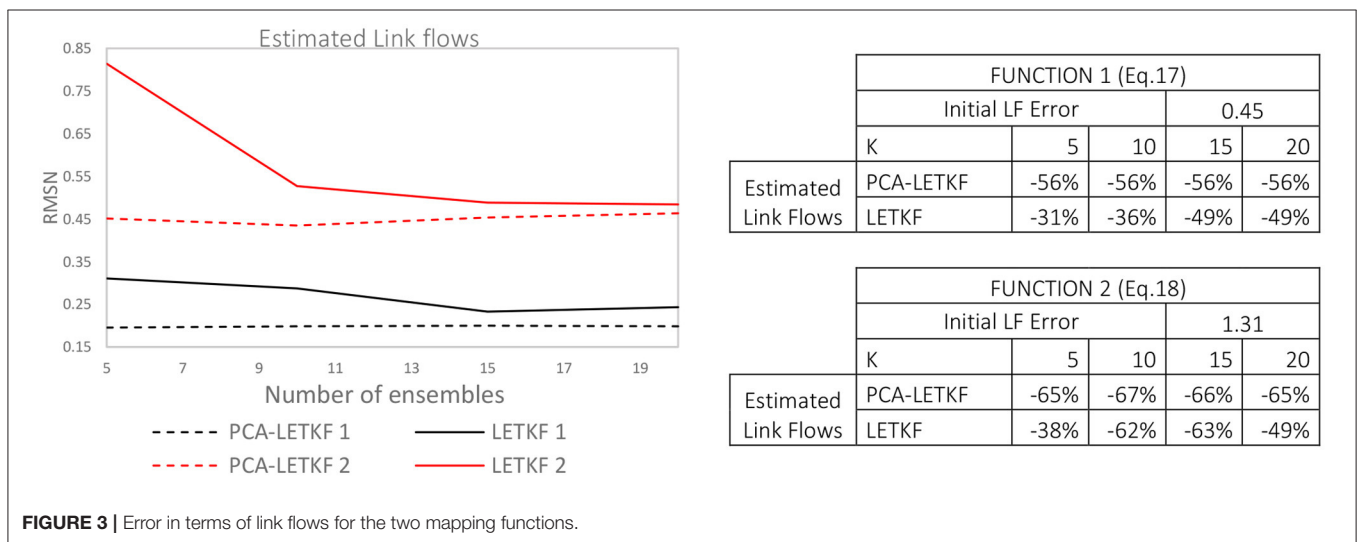 Estimated Link flows
0.85
0.75
0.65
0.55
0.45
0.35
0.25
0.15
RMSN
5 7 9 11 13 15 17 19
Number of ensembles
PCA-LETKF 1 LETKF 1
PCA-LETKF 2 LETKF 2
FUNCTION 1 (Eq.17)
Initial LF Error 0.45
K 5 10 15 20
Estimated Link Flows
PCA-LETKF -56% -56% -56% -56%
LETKF -31% -36% -49% -49%
FUNCTION 2 (Eq.18)
Initial LF Error 1.31
K 5 10 15 20
Estimated Link Flows
PCA-LETKF -65% -67% -66% -65%
LETKF -38% -62% -63% -49%
FIGURE 3 | Error in terms of link flows for the two mapping functions.